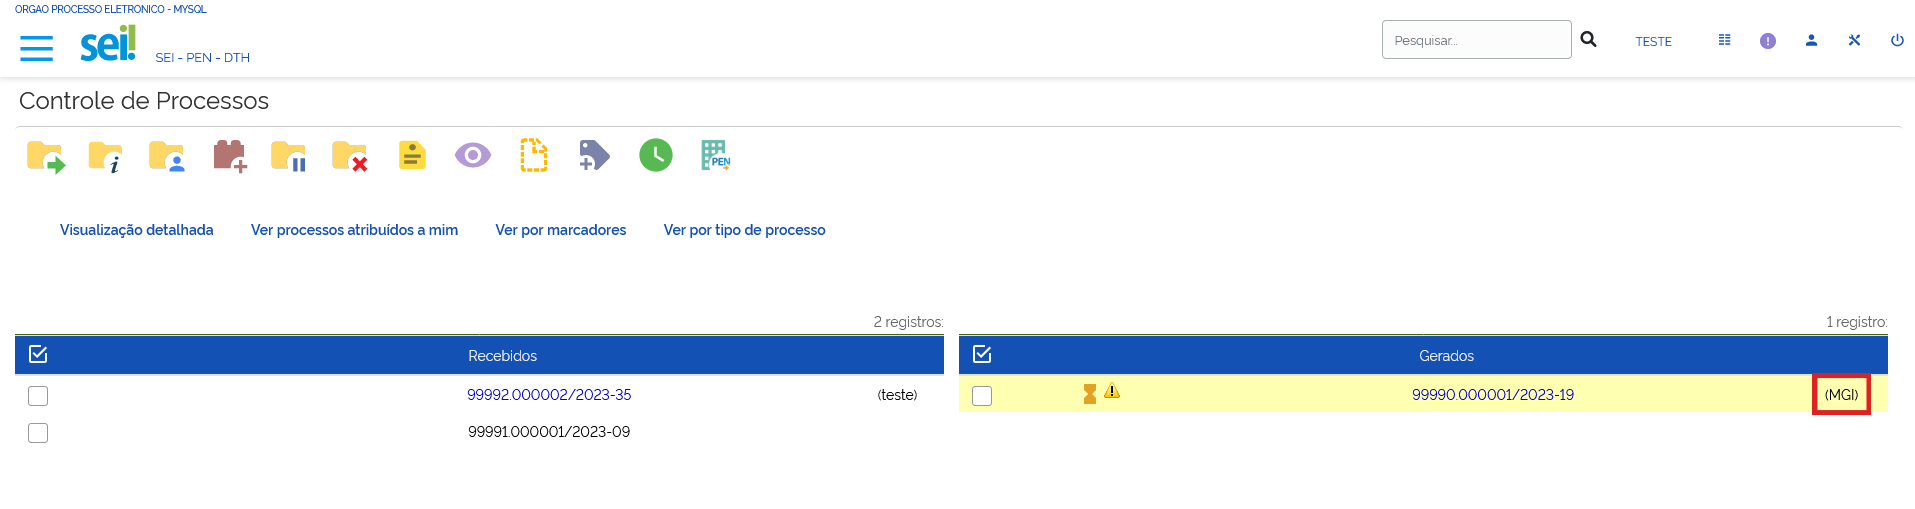 ORGAO PROCESSO ELETRONICO - MYSQL
sei!
SEI - PEN - DTH
Pesquisar...
TESTE
Controle de Processos
PEN
Visualização detalhada Ver processos atribuídos a mim Ver por marcadores Ver por tipo de processo
2 registros:
Recebidos
99992.000002/2023-35 (teste)
99991.000001/2023-09
1 registro:
Gerados
99990.000001/2023-19 (MGI)